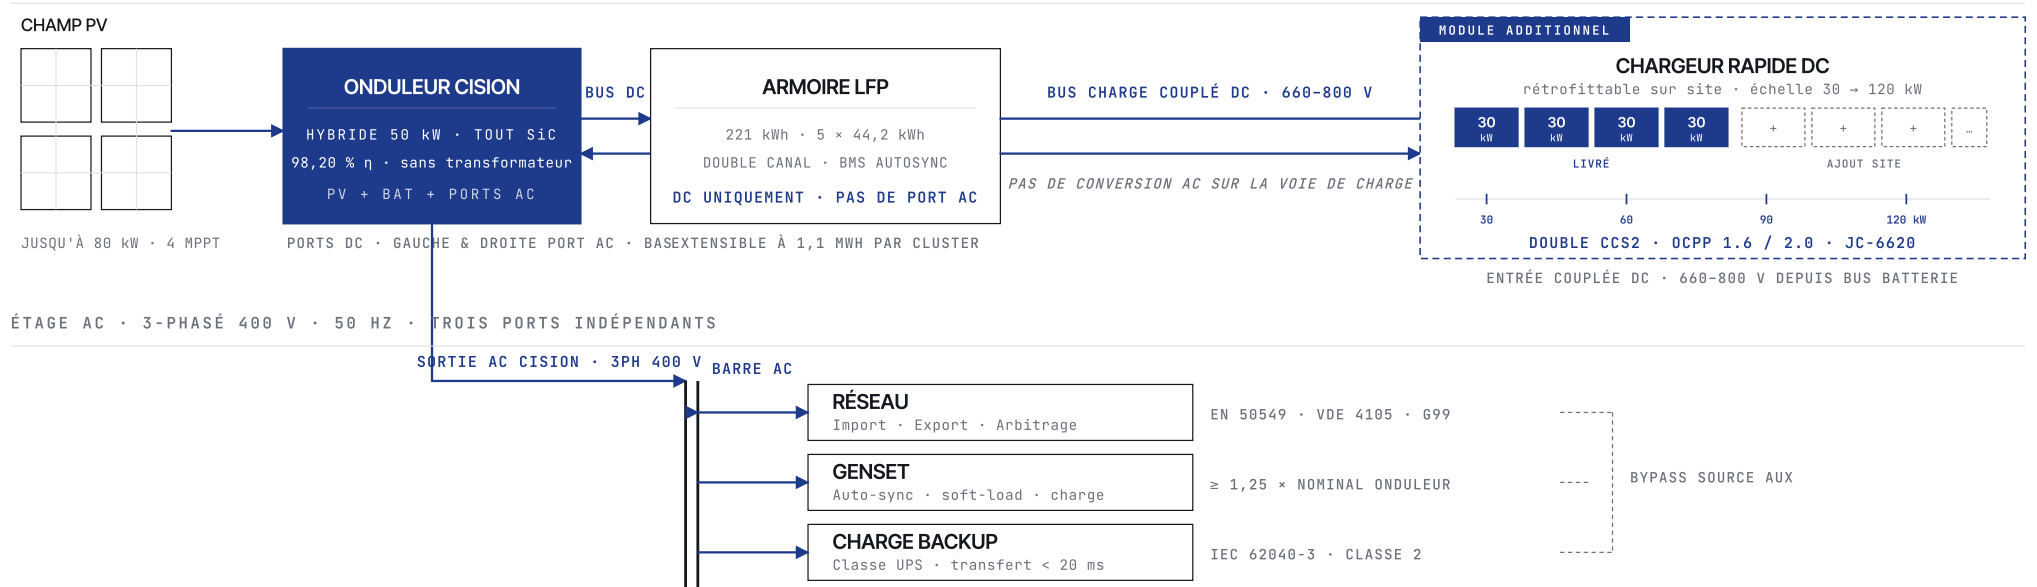 CHAMP PV
JUSQU'À 80 kW · 4 MPPT
ONDULEUR CISION
HYBRIDE 50 kW · TOUT SiC
98,20 % η · sans transformateur
PV + BAT + PORTS AC
PORTS DC · GAUCHE & DROITE PORT AC · BAS
BUS DC
ARMOIRE LFP
221 kWh · 5 × 44,2 kWh
DOUBLE CANAL · BMS AUTOSYNC
DC UNIQUEMENT · PAS DE PORT AC
EXTENSIBLE À 1,1 MWH PAR CLUSTER
BUS CHARGE COUPLÉ DC · 660–800 V
PAS DE CONVERSION AC SUR LA VOIE DE CHARGE
MODULE ADDITIONNEL
CHARGEUR RAPIDE DC
rétrofittable sur site · échelle 30 → 120 kW
30 kW 30 kW 30 kW 30 kW + + + …
LIVRÉ AJOUT SITE
30 60 90 120 kW
DOUBLE CCS2 · OCPP 1.6 / 2.0 · JC-6620
ENTRÉE COUPLÉE DC · 660–800 V DEPUIS BUS BATTERIE
ÉTAGE AC · 3-PHASÉ 400 V · 50 HZ · TROIS PORTS INDÉPENDANTS
SORTIE AC CISION · 3PH 400 V
BARRE AC
RÉSEAU
Import · Export · Arbitrage
EN 50549 · VDE 4105 · G99
GENSET
Auto-sync · soft-load · charge
≥ 1,25 × NOMINAL ONDULEUR
BYPASS SOURCE AUX
CHARGE BACKUP
Classe UPS · transfert < 20 ms
IEC 62040-3 · CLASSE 2